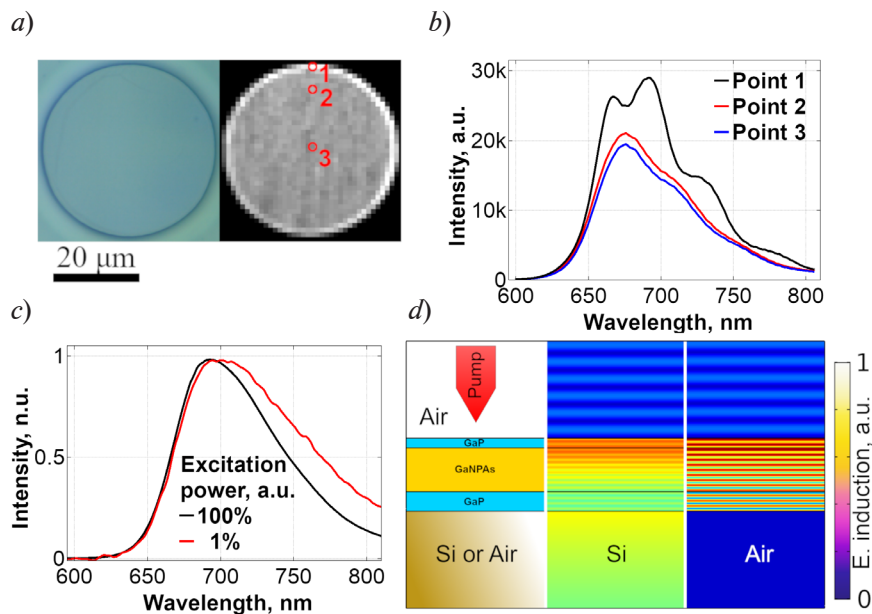 a)
1
2
3
20 μm
b)
30k
20k
10k
0
Intensity, a.u.
Point 1
Point 2
Point 3
600
650
700
750
800
Wavelength, nm
c)
1
0.5
0
Intensity, n.u.
Excitation
power, a.u.
100%
1%
600
650
700
750
800
Wavelength, nm
d)
Pump
Air
GaP
GaNPAs
GaP
Si or Air
Si
Air
1
0
E. induction, a.u.